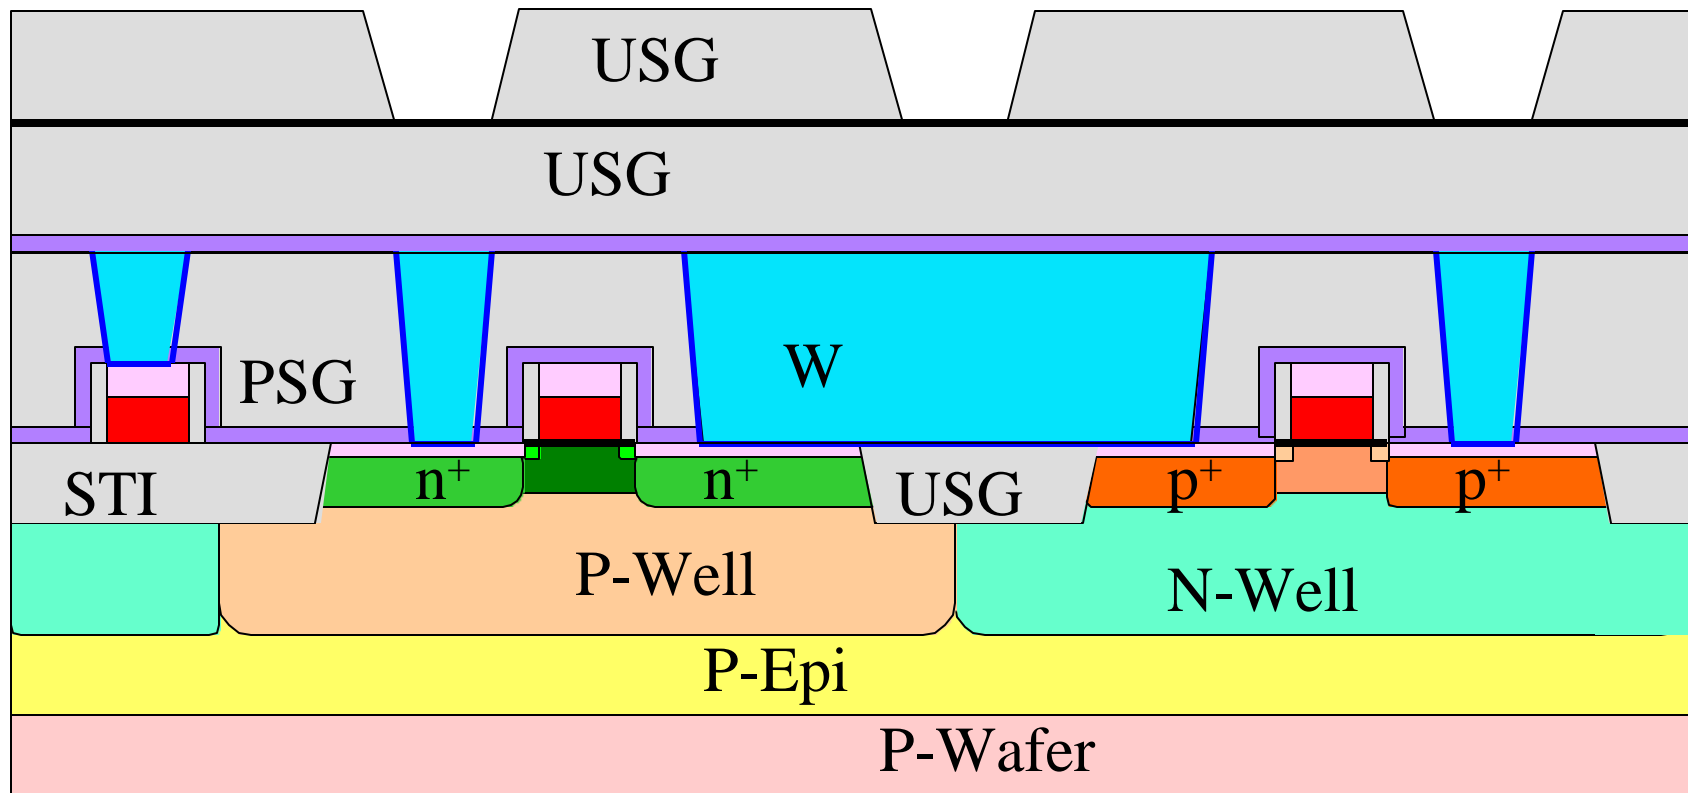 USG
USG
W
PSG
STI
n⁺
n⁺
USG
p⁺
p⁺
P-Well
N-Well
P-Epi
P-Wafer